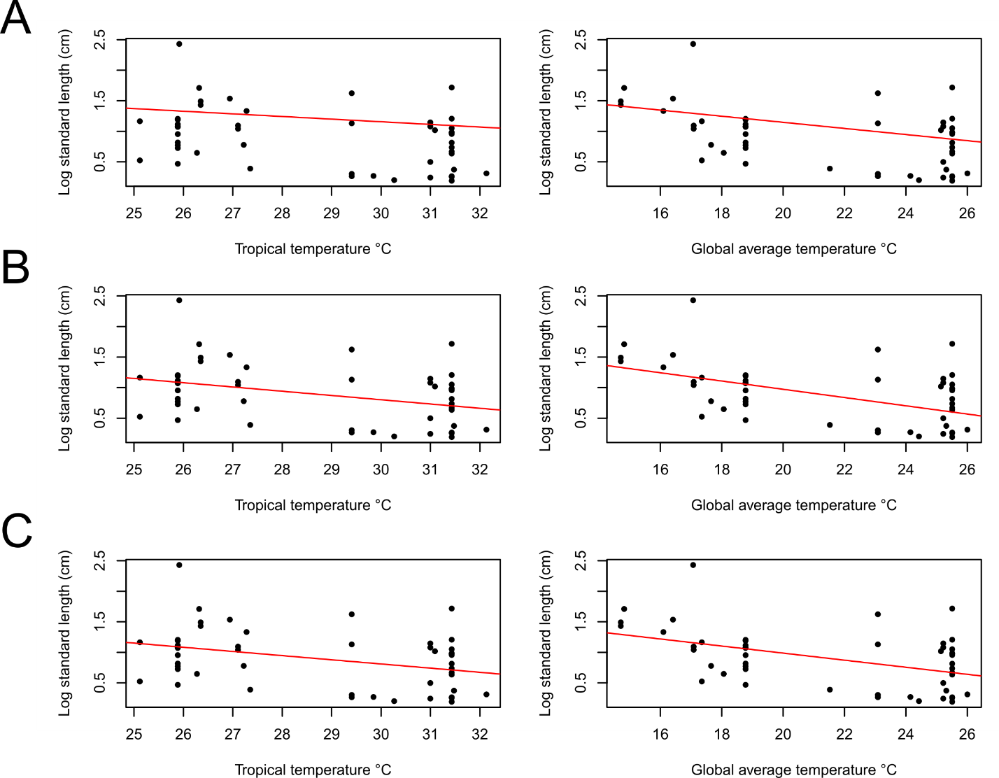 A
Log standard length (cm)
2.5
1.5
0.5
25 26 27 28 29 30 31 32
Tropical temperature °C
Log standard length (cm)
2.5
1.5
0.5
16 18 20 22 24 26
Global average temperature °C
B
Log standard length (cm)
2.5
1.5
0.5
25 26 27 28 29 30 31 32
Tropical temperature °C
Log standard length (cm)
2.5
1.5
0.5
16 18 20 22 24 26
Global average temperature °C
C
Log standard length (cm)
2.5
1.5
0.5
25 26 27 28 29 30 31 32
Tropical temperature °C
Log standard length (cm)
2.5
1.5
0.5
16 18 20 22 24 26
Global average temperature °C